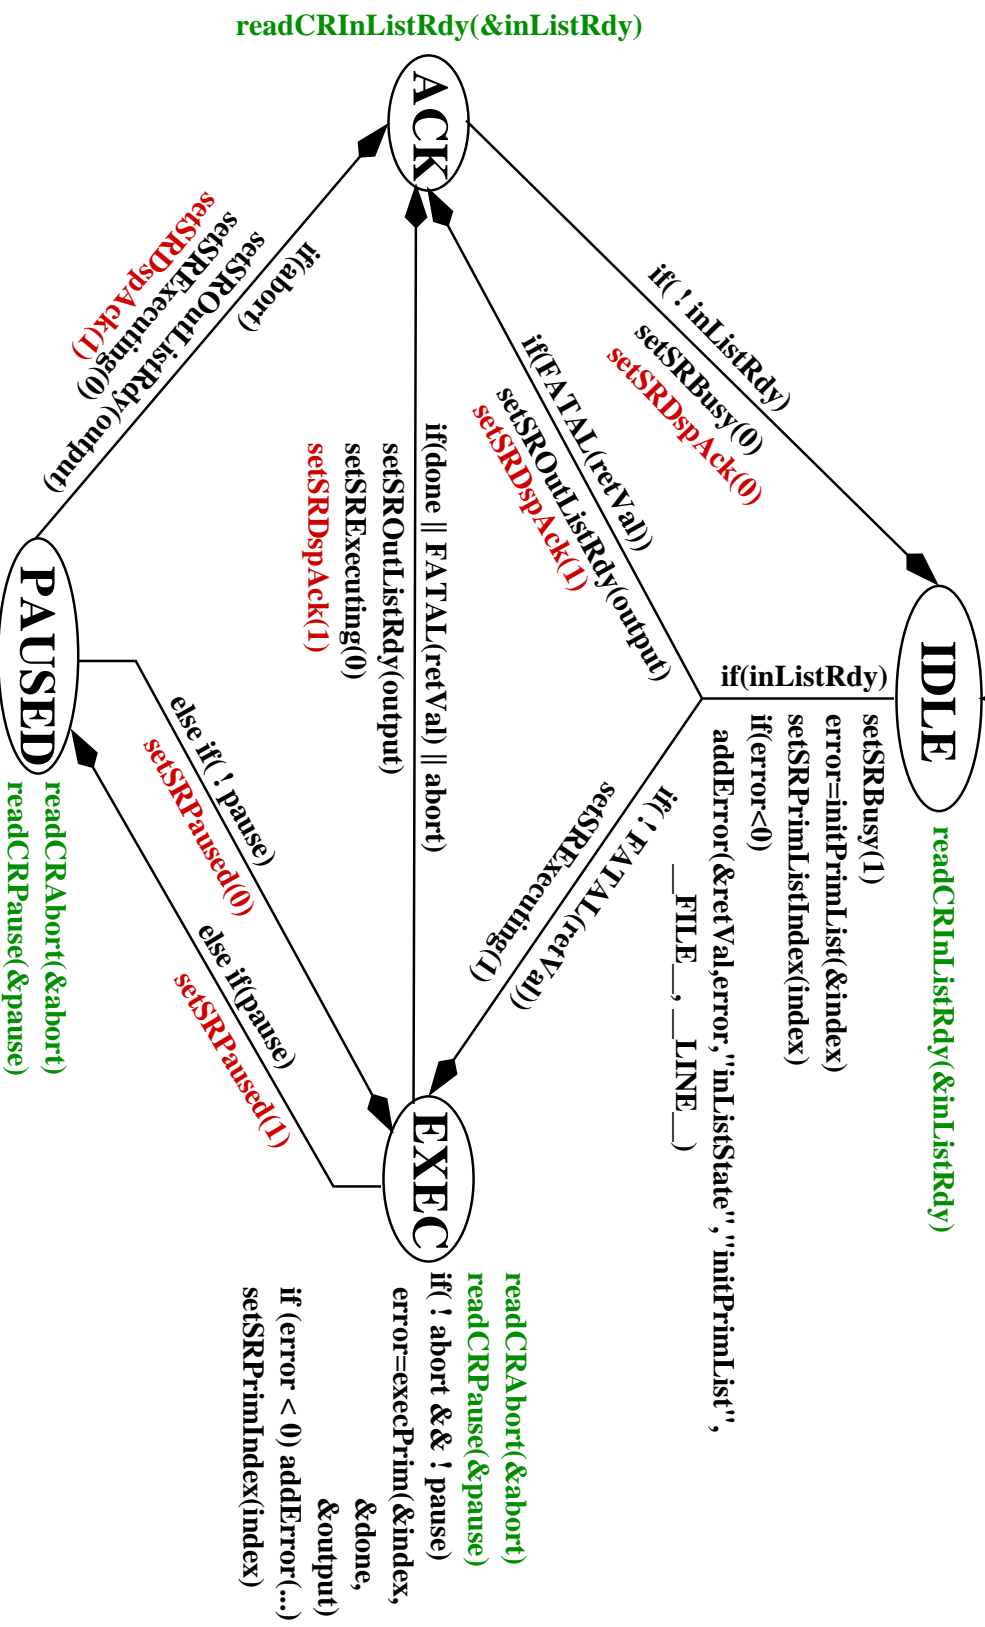 readCRInListRdy(&inListRdy)
ACK
if( ! inListRdy)
setSRBusy(0)
setSRDspAck(0)
IDLE
readCRInListRdy(&inListRdy)
if(inListRdy)
setSRBusy(1)
error=initPrimList(&index)
setSRPrimListIndex(index)
if(error<0)
addError(&retVal,error,"inListState","initPrimList",
__FILE__, __LINE__)
if(FATAL(retVal))
setSROutListRdy(output)
setSRDspAck(1)
if( ! FATAL(retVal))
setSRExecuting(1)
if(done || FATAL(retVal) || abort)
setSROutListRdy(output)
setSRExecuting(0)
setSRDspAck(1)
if(abort)
setSROutListRdy(output)
setSRExecuting(0)
setSRDspAck(1)
PAUSED
readCRAbort(&abort)
readCRPause(&pause)
else if( ! pause)
setSRPaused(0)
else if(pause)
setSRPaused(1)
EXEC
readCRAbort(&abort)
readCRPause(&pause)
if( ! abort && ! pause)
error=execPrim(&index,
&done,
&output)
if (error < 0) addError(...)
setSRPrimIndex(index)